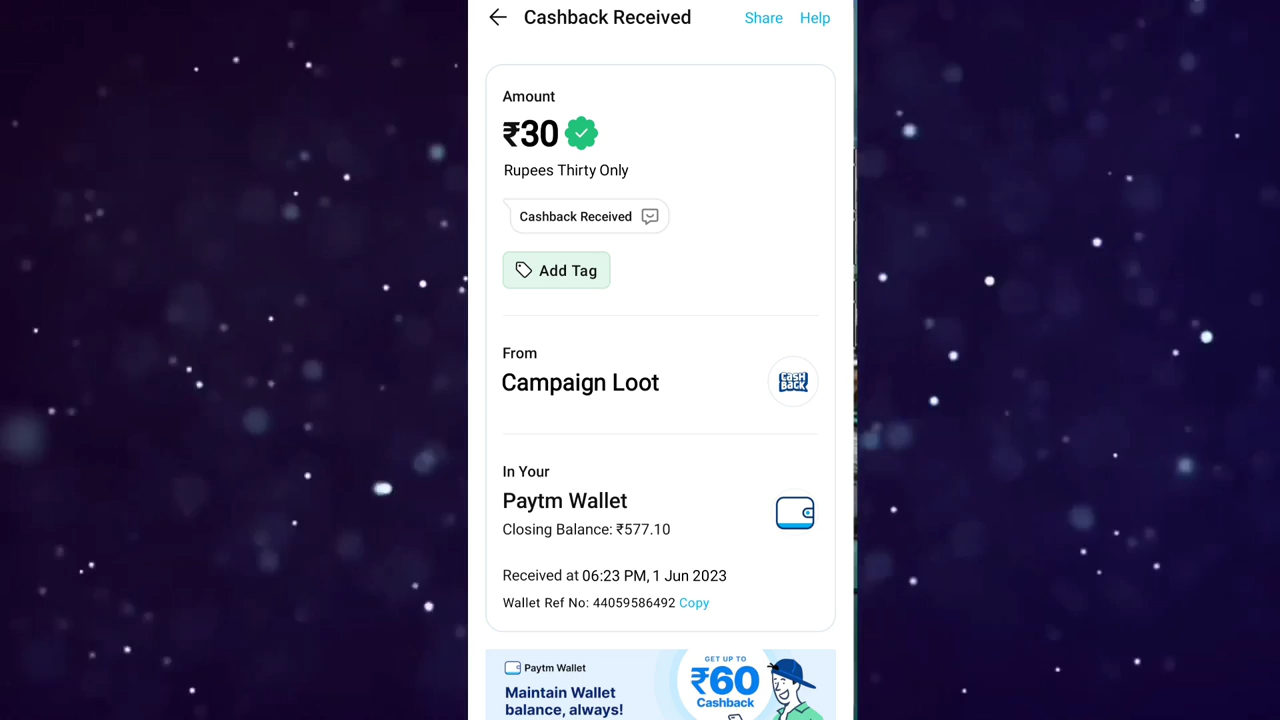 Cashback Received
Share
Help
Amount
₹30
Rupees Thirty Only
Cashback Received
Add Tag
From
Campaign Loot
CASH
BACK
In Your
Paytm Wallet
Closing Balance: ₹577.10
Received at 06:23 PM, 1 Jun 2023
Wallet Ref No: 44059586492 Copy
Paytm Wallet
Maintain Wallet
balance, always!
GET UP TO
₹60
Cashback